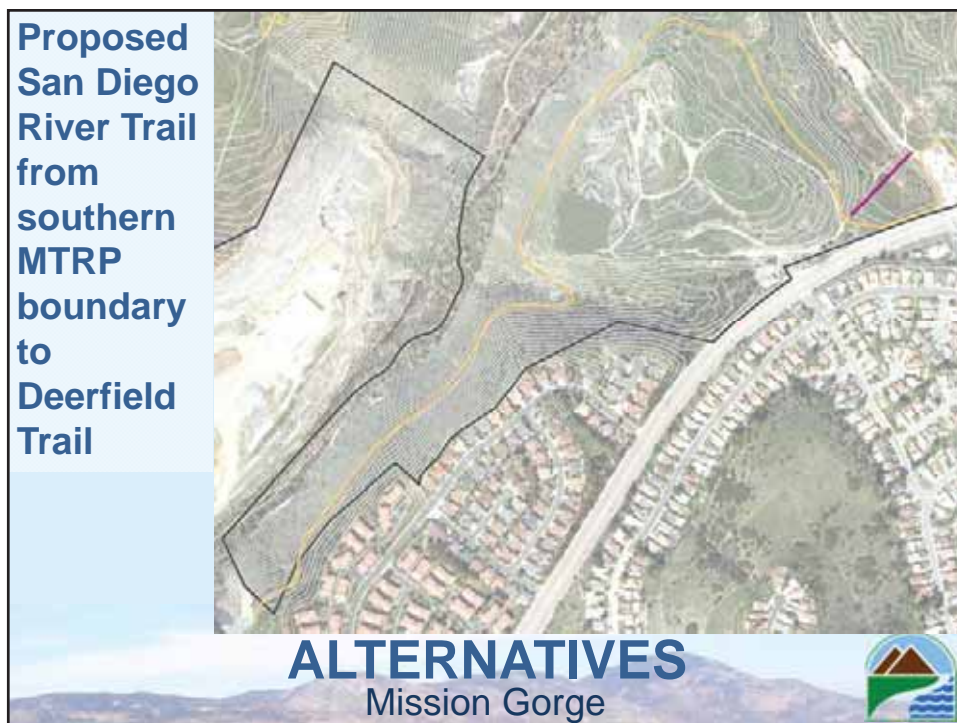 Proposed
San Diego
River Trail
from
southern
MTRP
boundary
to
Deerfield
Trail
ALTERNATIVES
Mission Gorge